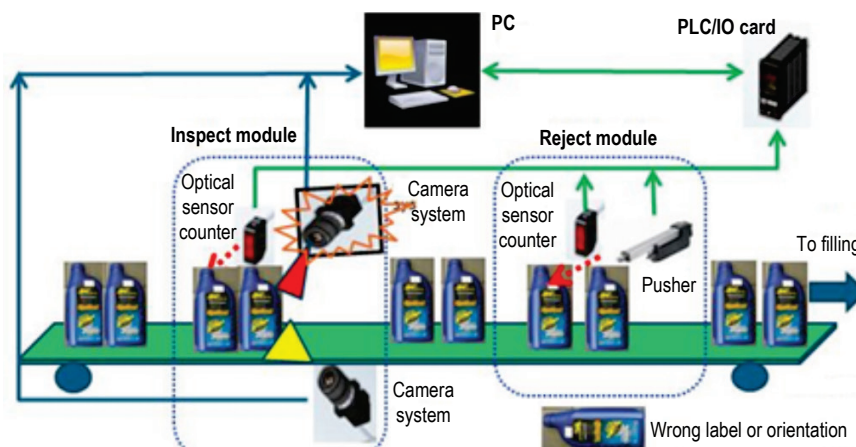 PC
PLC/IO card
Inspect module
Reject module
Optical
sensor
counter
Camera
system
Optical
sensor
counter
Pusher
To filling
Camera
system
Wrong label or orientation